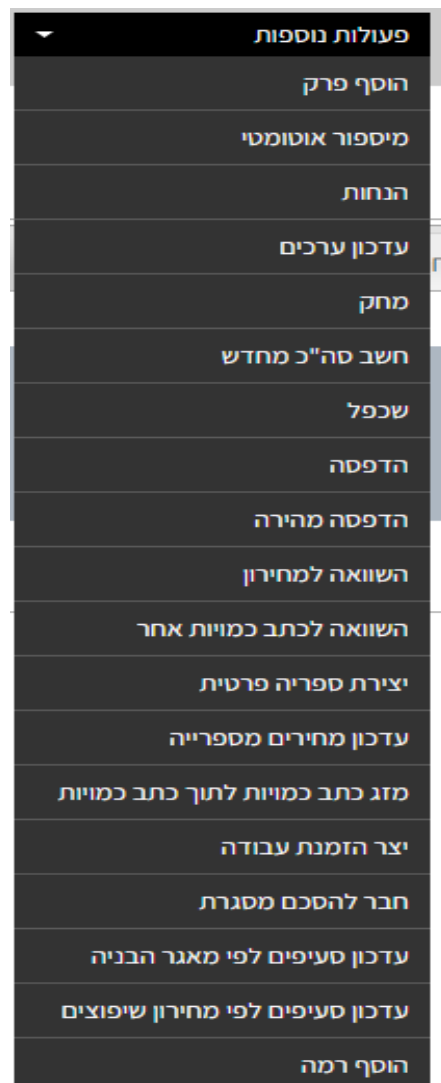 פעולות נוספות
הוסף פרק
מיספור אוטומטי
הנחות
עדכון ערכים
מחק
חשב סה"כ מחדש
שכפל
הדפסה
הדפסה מהירה
השוואה למחירון
השוואה לכתב כמויות אחר
יצירת ספריה פרטית
עדכון מחירים מספרייה
מזג כתב כמויות לתוך כתב כמויות
יצר הזמנת עבודה
חבר להסכם מסגרת
עדכון סעיפים לפי מאגר הבניה
עדכון סעיפים לפי מחירון שיפוצים
הוסף רמה